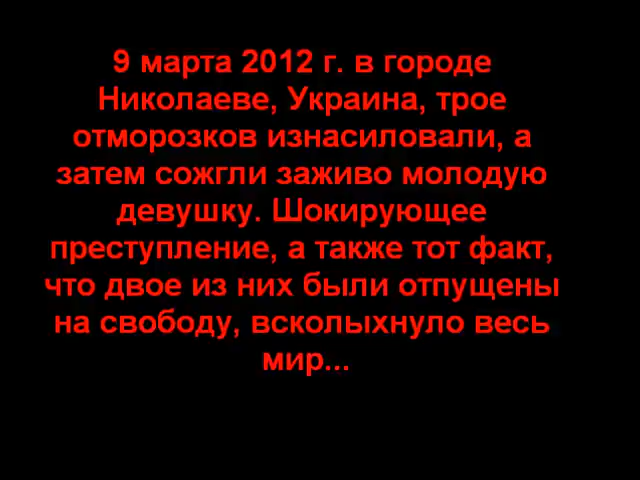 9 марта 2012 г. в городе
Николаеве, Украина, трое
отморозков изнасиловали, а
затем сожгли заживо молодую
девушку. Шокирующее
преступление, а также тот факт,
что двое из них были отпущены
на свободу, всколыхнуло весь
мир...